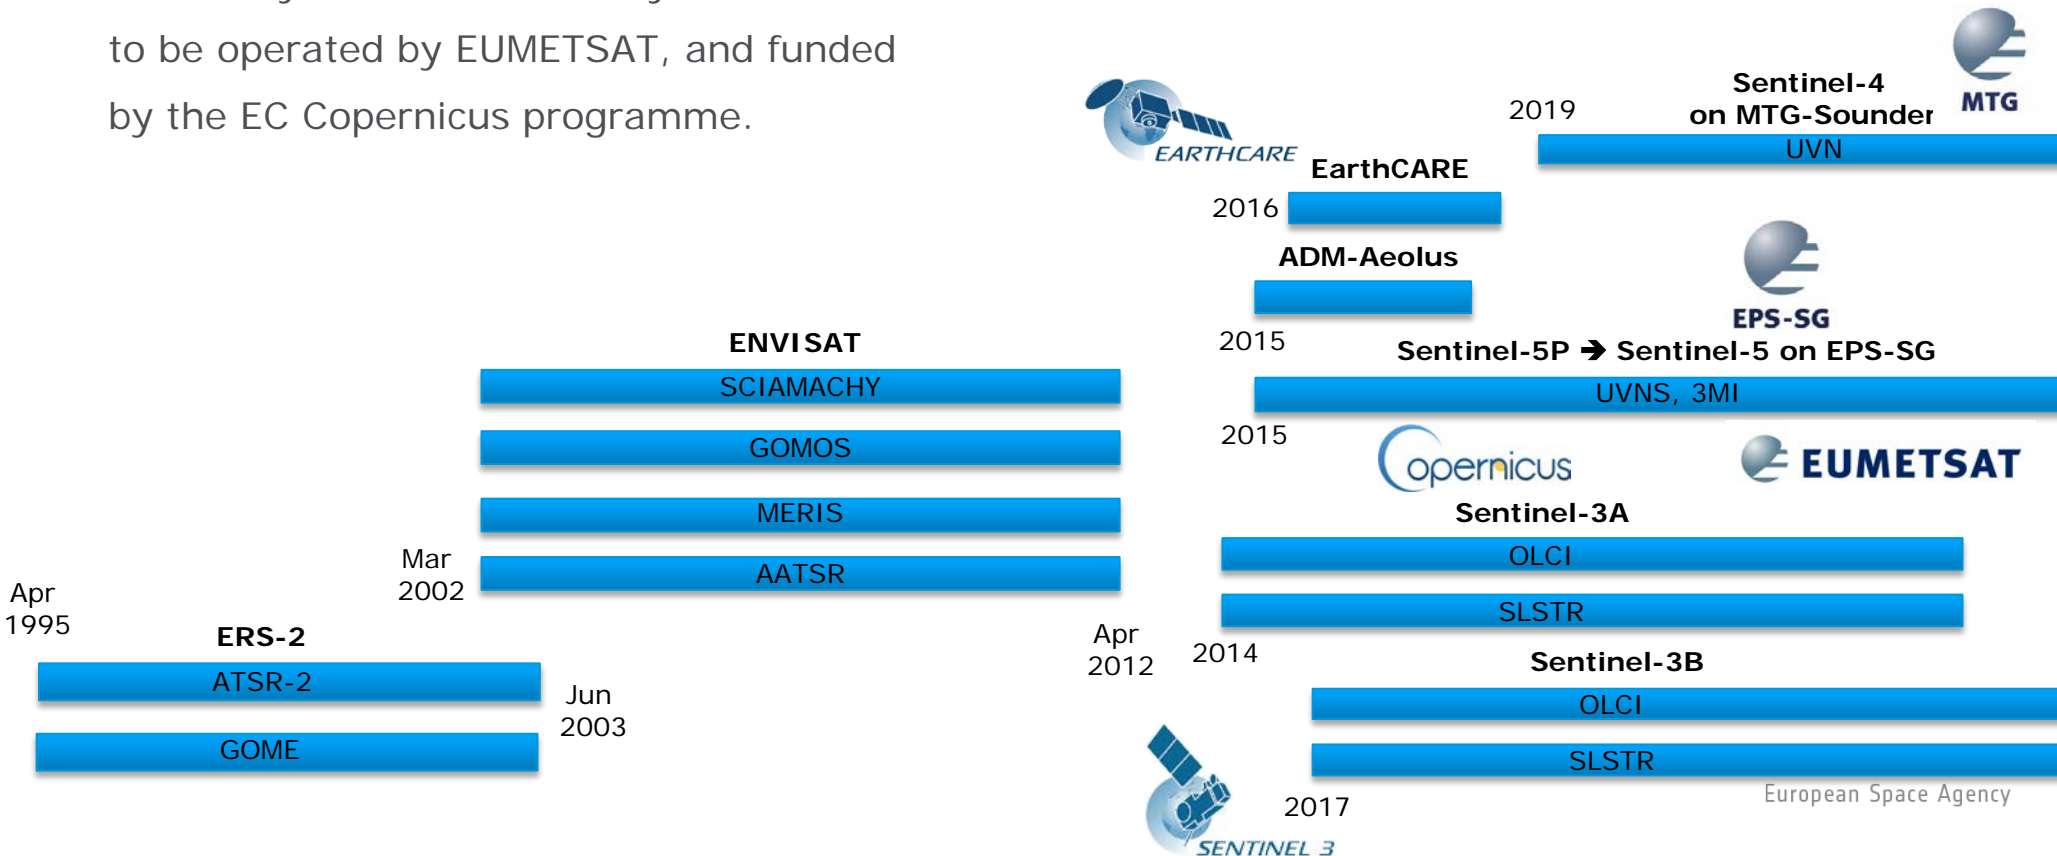 to be operated by EUMETSAT, and funded
by the EC Copernicus programme.
EARTHCARE
MTG
Sentinel-4
on MTG-Sounder
2019
UVN
EarthCARE
2016
ADM-Aeolus
2015
EPS-SG
Sentinel-5P → Sentinel-5 on EPS-SG
UVNS, 3MI
2015
ENVISAT
SCIAMACHY
GOMOS
MERIS
AATSR
Mar
2002
Apr
2012
Copernicus
EUMETSAT
Sentinel-3A
OLCI
SLSTR
2014
Sentinel-3B
OLCI
SLSTR
2017
Apr
1995
ERS-2
ATSR-2
GOME
Jun
2003
SENTINEL 3
European Space Agency